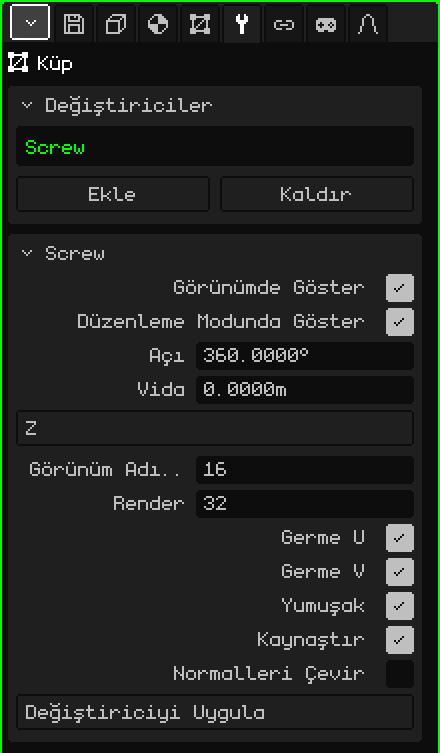 Küp
Değiştiriciler
Screw
Ekle Kaldır
Screw
Görünümde Göster
Düzenleme Modunda Göster
Açı 360.0000°
Vida 0.0000m
Z
Görünüm Adı.. 16
Render 32
Germe U
Germe V
Yumuşak
Kaynaştır
Normalleri Çevir
Değiştiriciyi Uygula